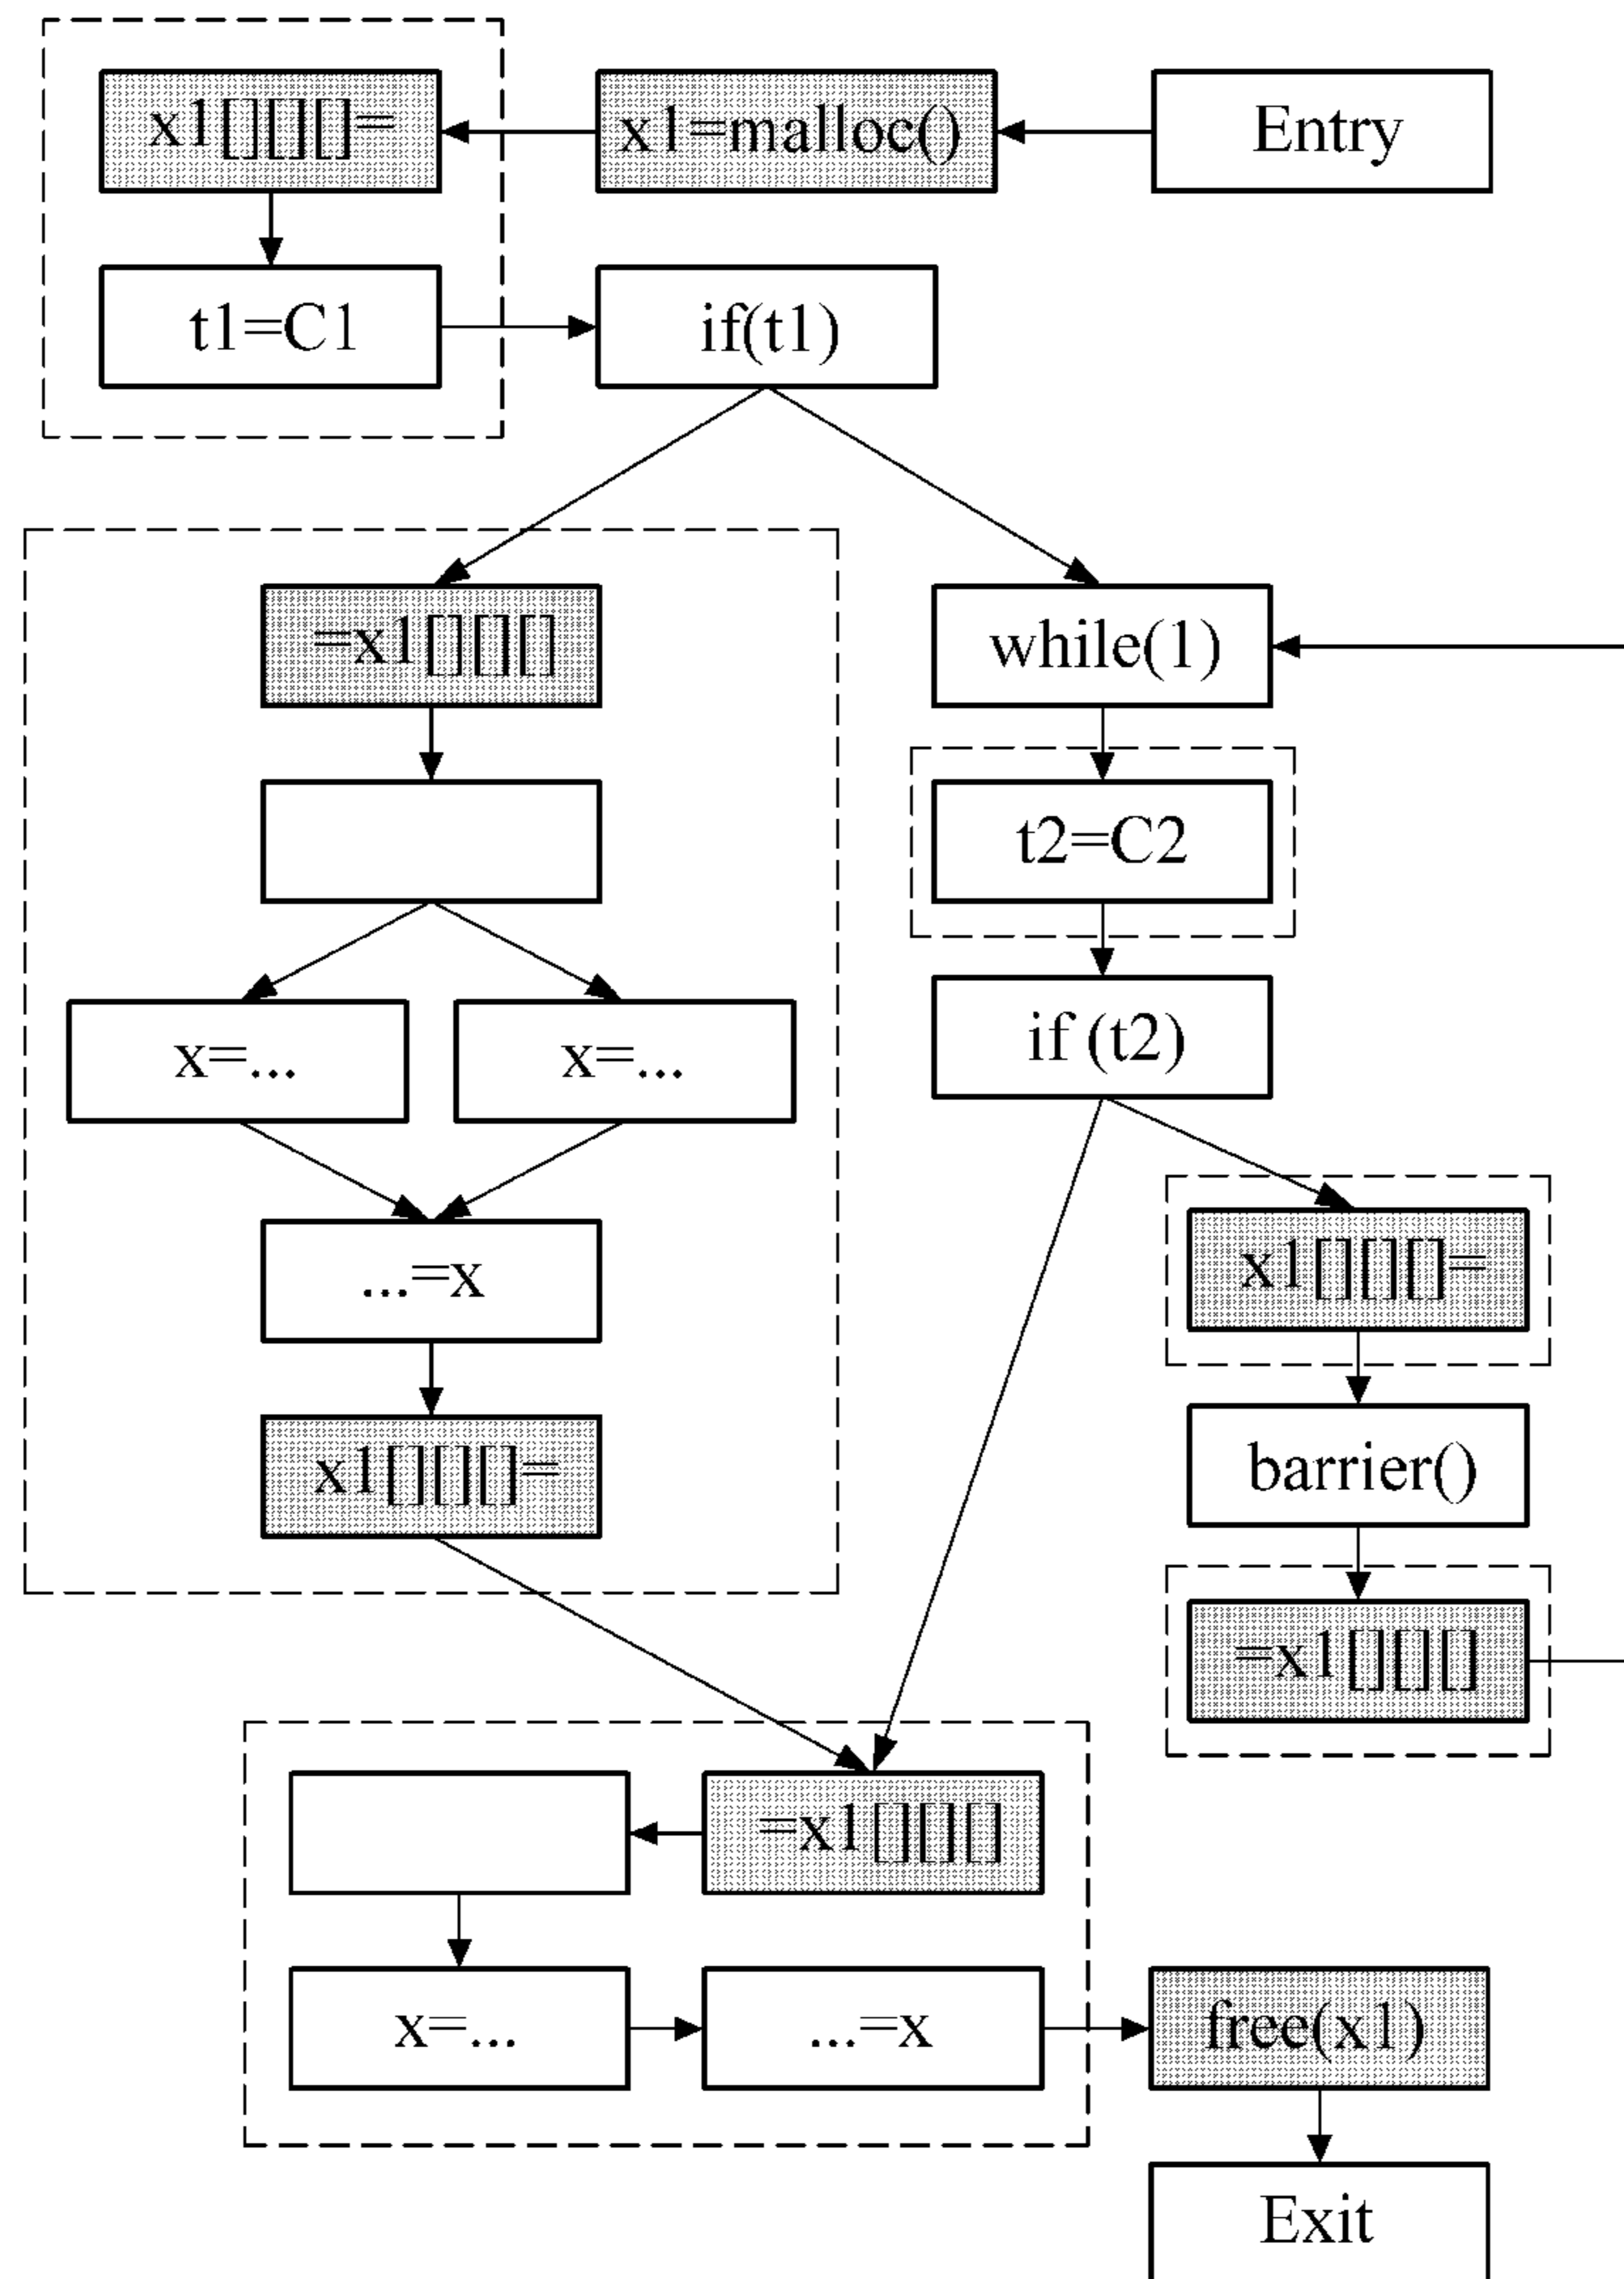 x1[][][]=
x1=malloc()
Entry
t1=C1
if(t1)
=x1[][][]
while(1)
t2=C2
x=...
x=...
if (t2)
...=x
x1[][][]=
x1[][][]=
barrier()
=x1[][][]
=x1[][][]
x=...
...=x
free(x1)
Exit